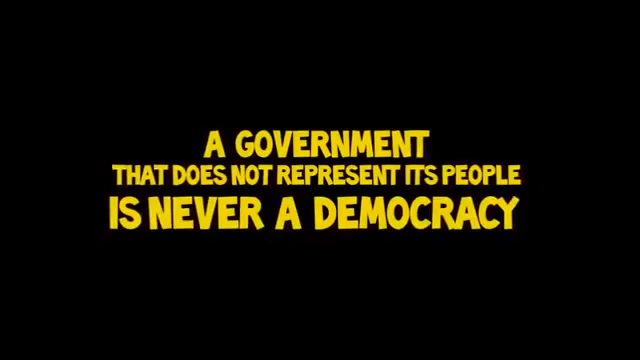 A GOVERNMENT
THAT DOES NOT REPRESENT ITS PEOPLE
IS NEVER A DEMOCRACY